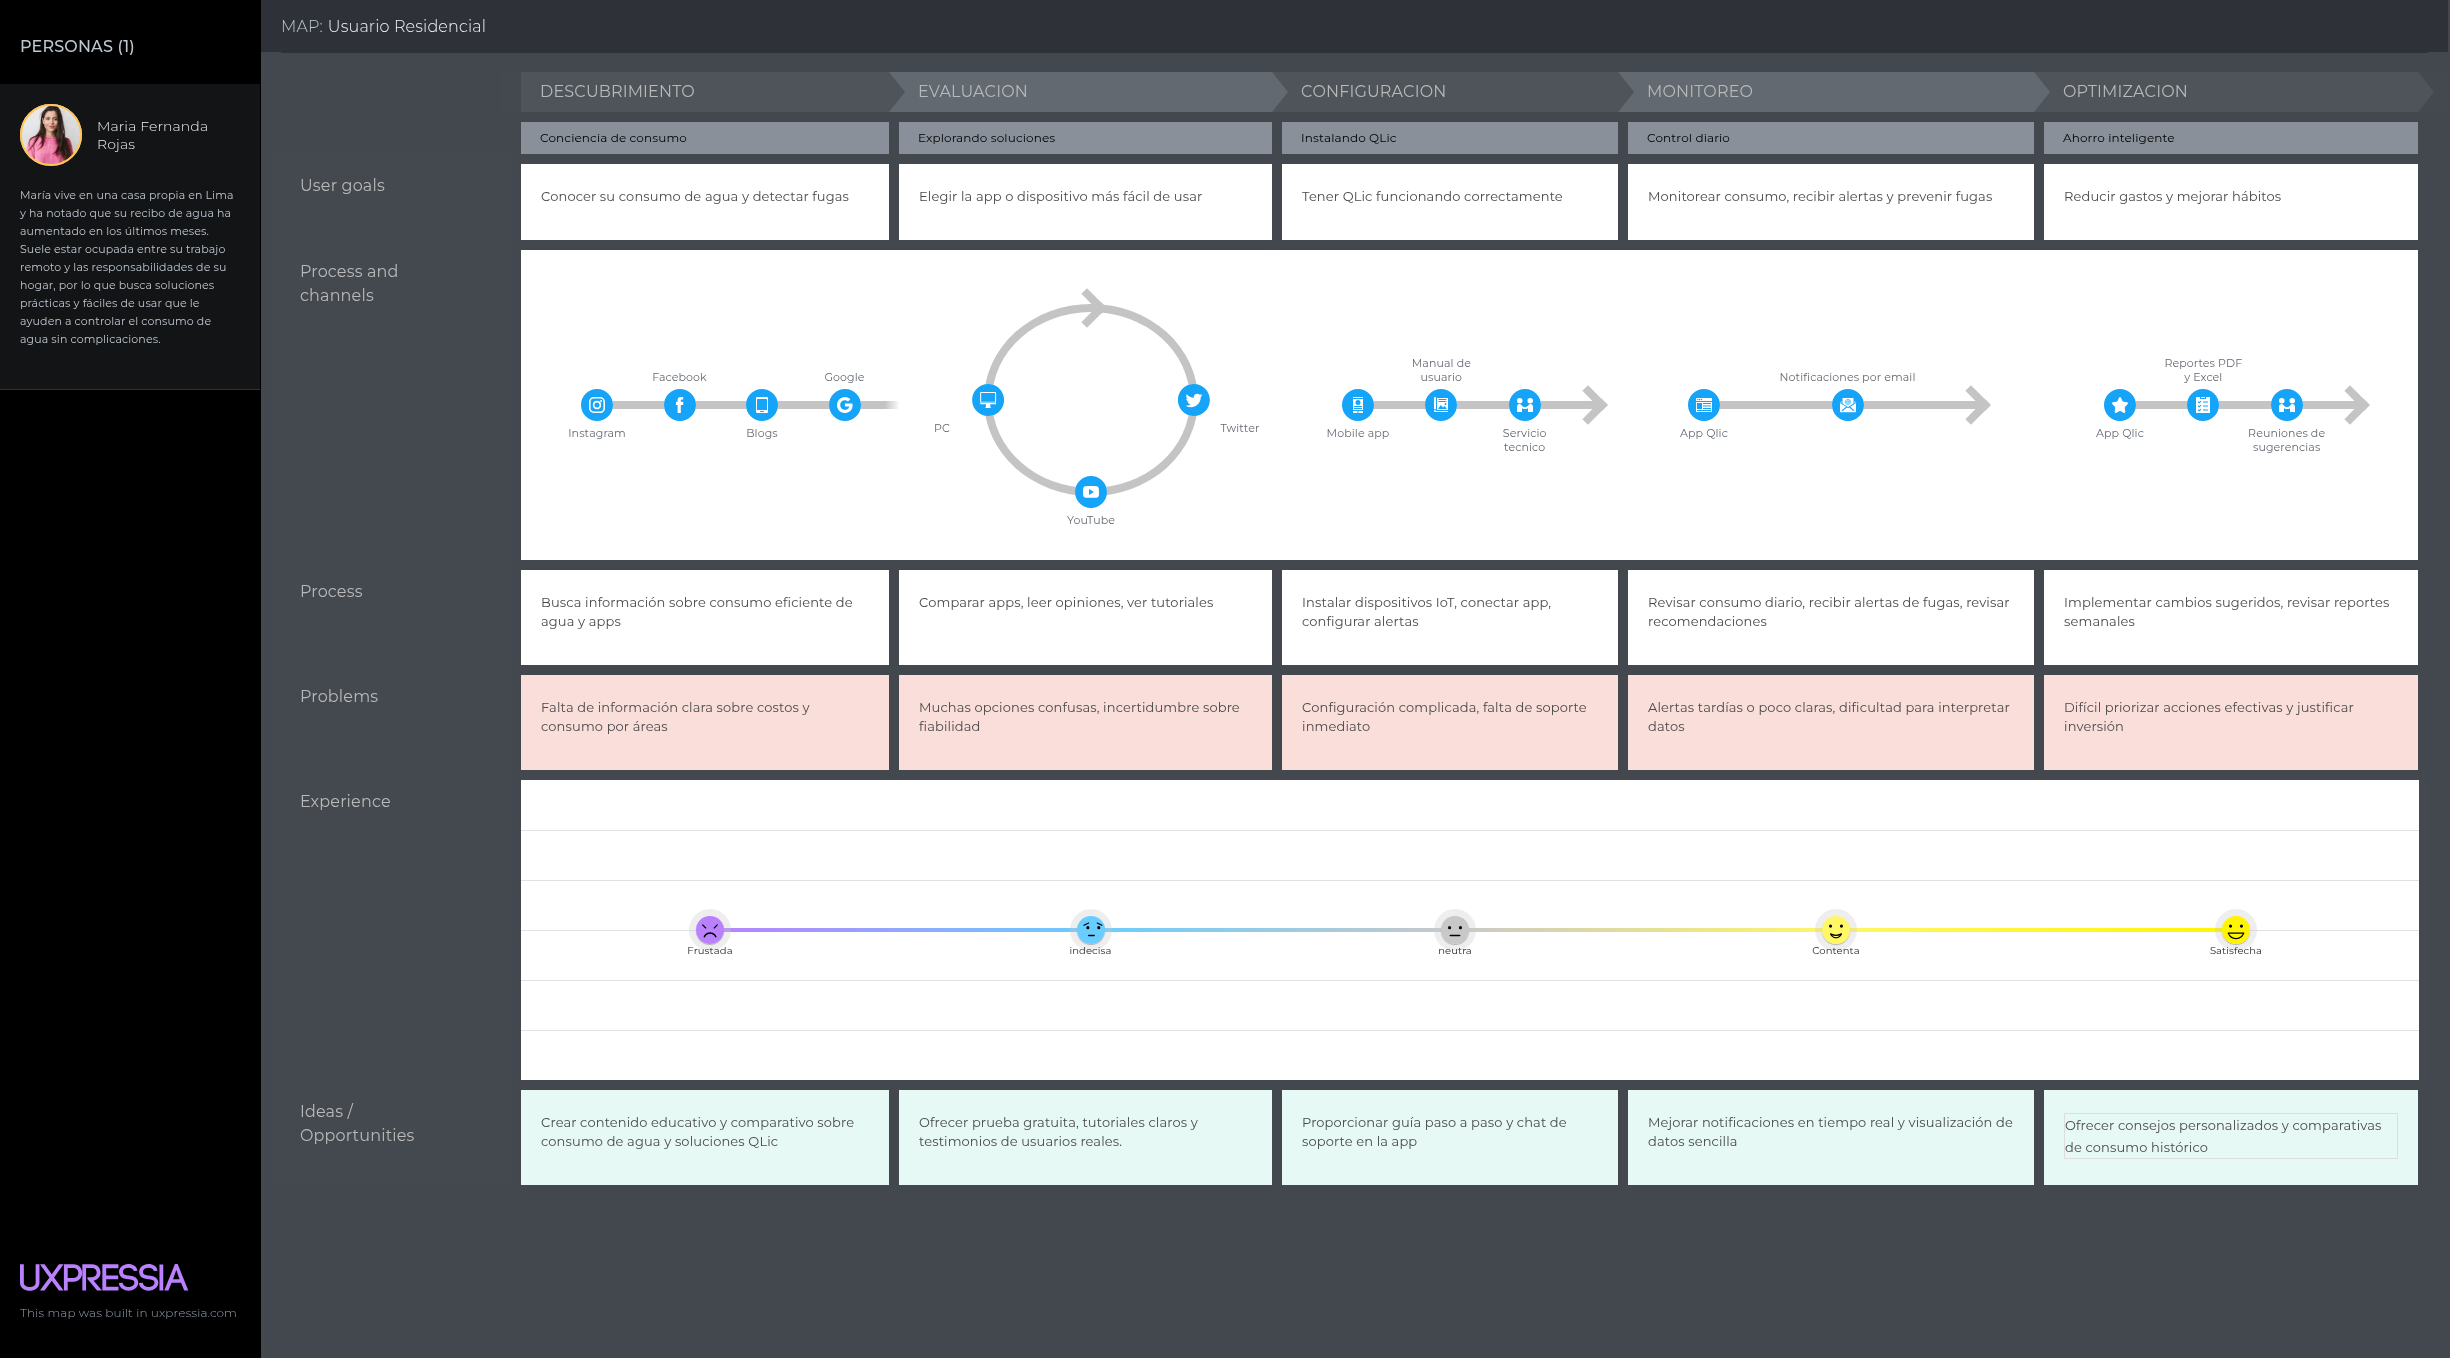 PERSONAS (1)
Maria Fernanda
Rojas
María vive en una casa propia en Lima
y ha notado que su recibo de agua ha
aumentado en los últimos meses.
Suele estar ocupada entre su trabajo
remoto y las responsabilidades de su
hogar, por lo que busca soluciones
prácticas y fáciles de usar que le
ayuden a controlar el consumo de
agua sin complicaciones.
MAP: Usuario Residencial
DESCUBRIMIENTO
EVALUACION
CONFIGURACION
MONITOREO
OPTIMIZACION
Conciencia de consumo
Explorando soluciones
Instalando QLic
Control diario
Ahorro inteligente
User goals
Conocer su consumo de agua y detectar fugas
Elegir la app o dispositivo más fácil de usar
Tener QLic funcionando correctamente
Monitorear consumo, recibir alertas y prevenir fugas
Reducir gastos y mejorar hábitos
Process and
channels
Instagram
Facebook
Blogs
Google
PC
Twitter
YouTube
Mobile app
Manual de
usuario
Servicio
tecnico
App Qlic
Notificaciones por email
App Qlic
Reportes PDF
y Excel
Reuniones de
sugerencias
Process
Busca información sobre consumo eficiente de
agua y apps
Comparar apps, leer opiniones, ver tutoriales
Instalar dispositivos IoT, conectar app,
configurar alertas
Revisar consumo diario, recibir alertas de fugas, revisar
recomendaciones
Implementar cambios sugeridos, revisar reportes
semanales
Problems
Falta de información clara sobre costos y
consumo por áreas
Muchas opciones confusas, incertidumbre sobre
fiabilidad
Configuración complicada, falta de soporte
inmediato
Alertas tardías o poco claras, dificultad para interpretar
datos
Difícil priorizar acciones efectivas y justificar
inversión
Experience
Frustada
indecisa
neutra
Contenta
Satisfecha
Ideas /
Opportunities
Crear contenido educativo y comparativo sobre
consumo de agua y soluciones QLic
Ofrecer prueba gratuita, tutoriales claros y
testimonios de usuarios reales.
Proporcionar guía paso a paso y chat de
soporte en la app
Mejorar notificaciones en tiempo real y visualización de
datos sencilla
Ofrecer consejos personalizados y comparativas
de consumo histórico
UXPRESSIA
This map was built in uxpressia.com